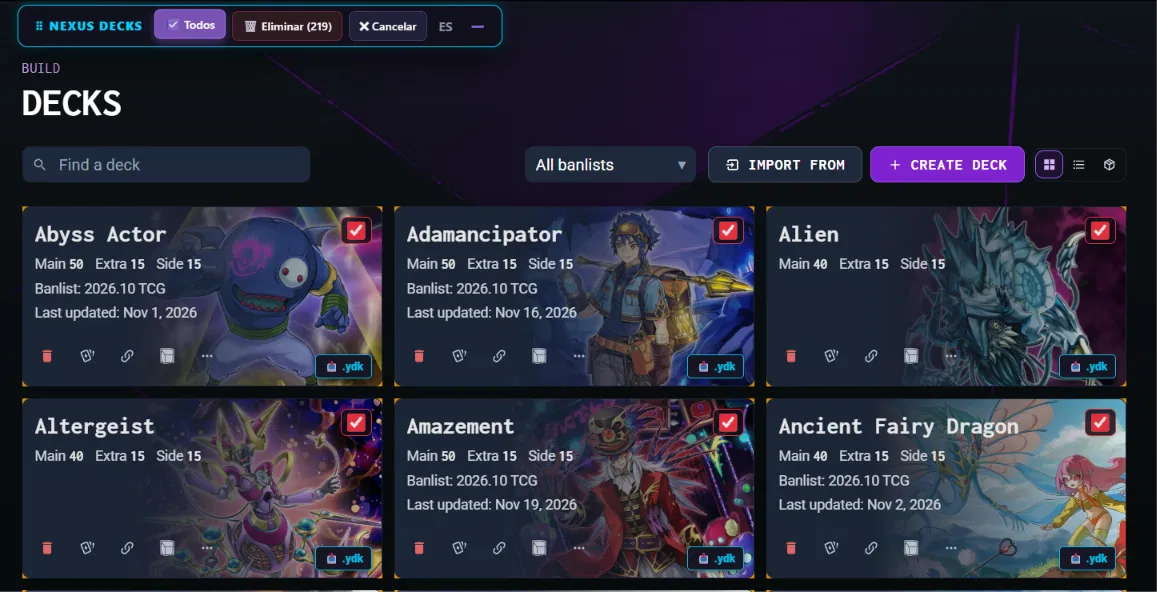 NEXUS DECKS Todos Eliminar (219) Cancelar ES
BUILD
DECKS
Find a deck All banlists IMPORT FROM + CREATE DECK
Abyss Actor
Main 50 Extra 15 Side 15
Banlist: 2026.10 TCG
Last updated: Nov 1, 2026
.ydk
Adamancipator
Main 50 Extra 15 Side 15
Banlist: 2026.10 TCG
Last updated: Nov 16, 2026
.ydk
Alien
Main 40 Extra 15 Side 15
.ydk
Altergeist
Main 40 Extra 15 Side 15
.ydk
Amazement
Main 50 Extra 15 Side 15
Banlist: 2026.10 TCG
Last updated: Nov 19, 2026
.ydk
Ancient Fairy Dragon
Main 40 Extra 15 Side 15
Banlist: 2026.10 TCG
Last updated: Nov 2, 2026
.ydk